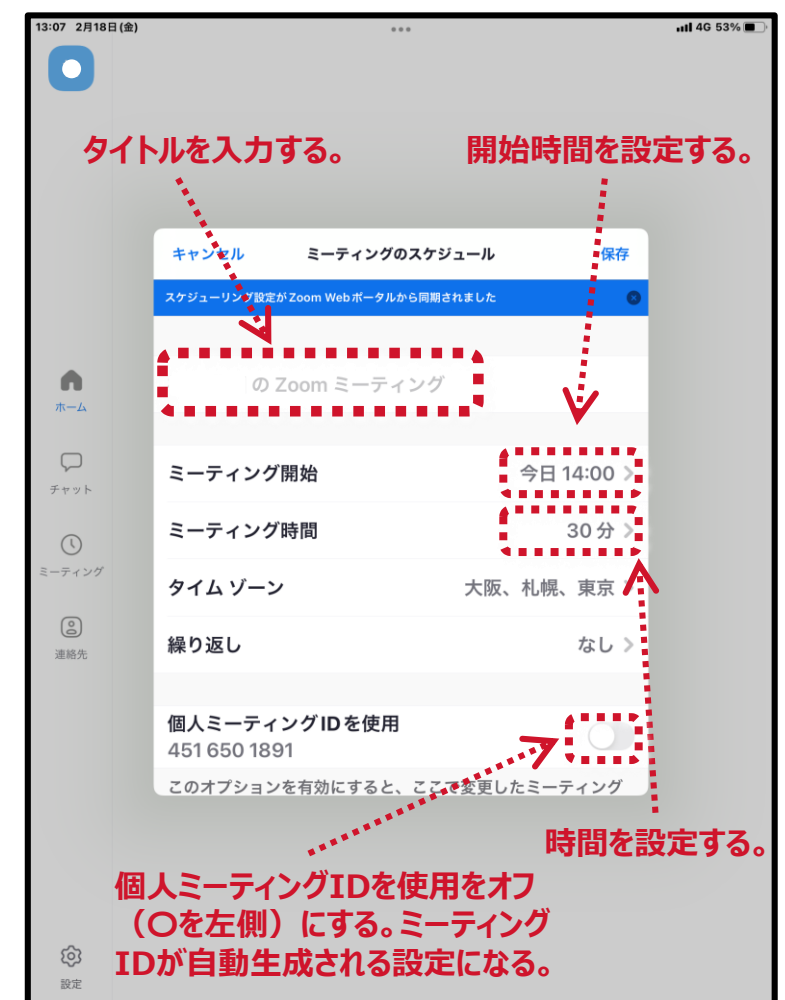 13:07 2月18日(金)
4G 53%
タイトルを入力する。
開始時間を設定する。
キャンセル ミーティングのスケジュール 保存
スケジューリング設定が Zoom Web ポータルから同期されました
の Zoom ミーティング
ホーム
チャット
ミーティング
連絡先
ミーティング開始 今日 14:00
ミーティング時間 30 分
タイム ゾーン 大阪、札幌、東京
繰り返し なし
個人ミーティング ID を使用
451 650 1891
このオプションを有効にすると、ここで変更したミーティング
時間を設定する。
個人ミーティングIDを使用をオフ
（〇を左側）にする。ミーティング
IDが自動生成される設定になる。
設定